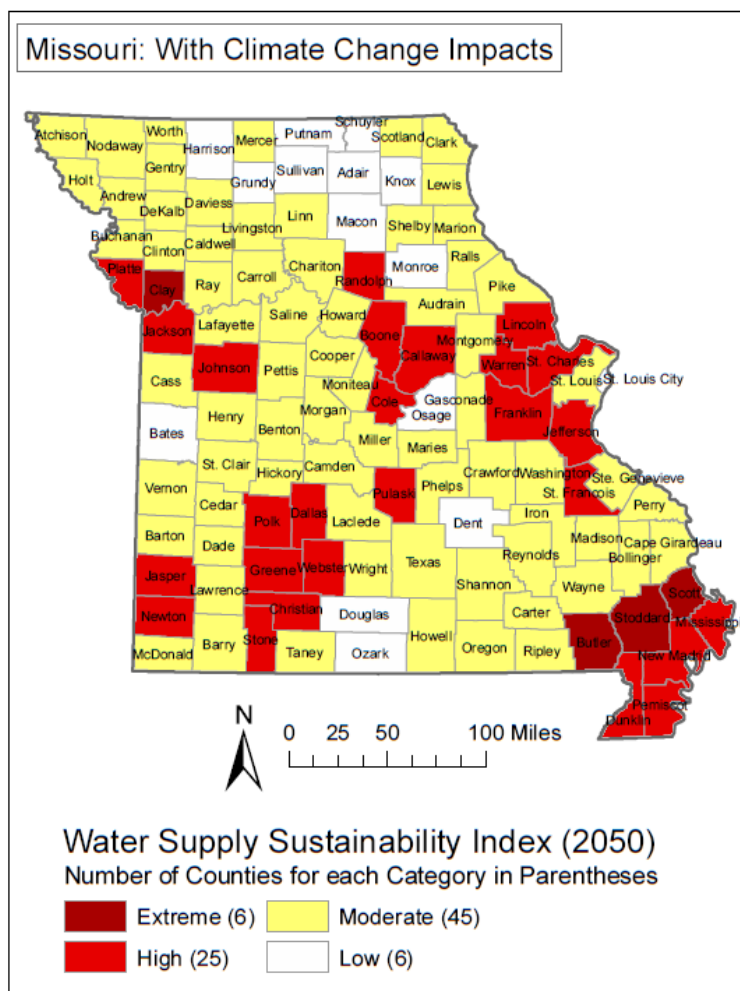 Missouri: With Climate Change Impacts
Schuyler
Atchison Nodaway Worth Harrison Mercer Putnam Scotland Clark
Holt Gentry Grundy Sullivan Adair Knox Lewis
Andrew DeKalb Daviess Livingston Linn Macon Shelby Marion
Buchanan Clinton Caldwell Chariton Monroe Ralls
Platte Clay Ray Carroll Randolph Audrain Pike
Jackson Lafayette Saline Howard Boone Callaway Montgomery Lincoln
Johnson Pettis Cooper Warren St. Charles
Cass Moniteau Cole Osage Gasconade St. Louis St. Louis City
Henry Morgan Franklin Jefferson
Bates Benton Miller Maries
St. Clair Hickory Camden Crawford Washington Ste. Genevieve
Vernon Cedar Pulaski Phelps St. Francois Perry
Polk Dallas Laclede Dent Iron
Barton Dade Reynolds Madison Cape Girardeau
Jasper Greene Webster Wright Texas Shannon Bollinger
Lawrence Wayne Scott
Newton Christian Douglas Carter Stoddard Mississippi
McDonald Barry Stone Taney Ozark Howell Oregon Ripley Butler New Madrid
Pemiscot
Dunklin
N
0 25 50 100 Miles
Water Supply Sustainability Index (2050)
Number of Counties for each Category in Parentheses
Extreme (6) Moderate (45)
High (25) Low (6)